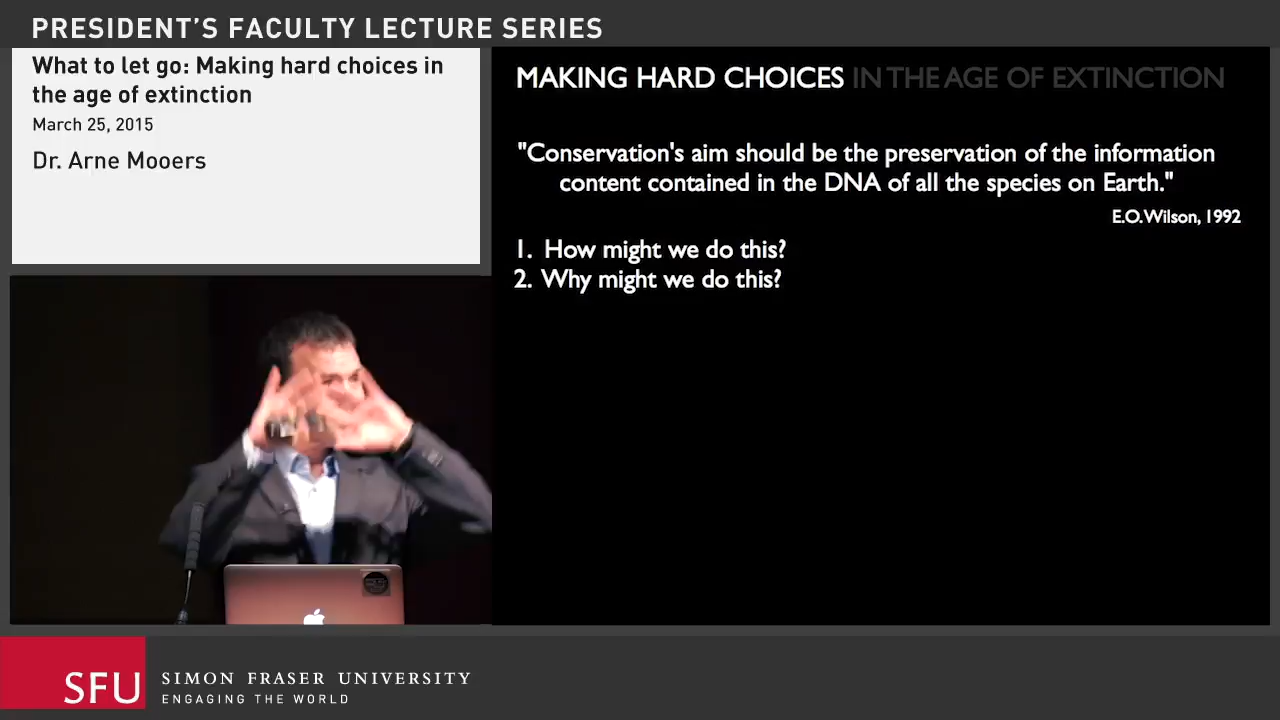 PRESIDENT'S FACULTY LECTURE SERIES
What to let go: Making hard choices in
the age of extinction
March 25, 2015
Dr. Arne Mooers
MAKING HARD CHOICES IN THE AGE OF EXTINCTION
"Conservation's aim should be the preservation of the information
content contained in the DNA of all the species on Earth."
E.O. Wilson, 1992
1. How might we do this?
2. Why might we do this?
SFU
SIMON FRASER UNIVERSITY
ENGAGING THE WORLD